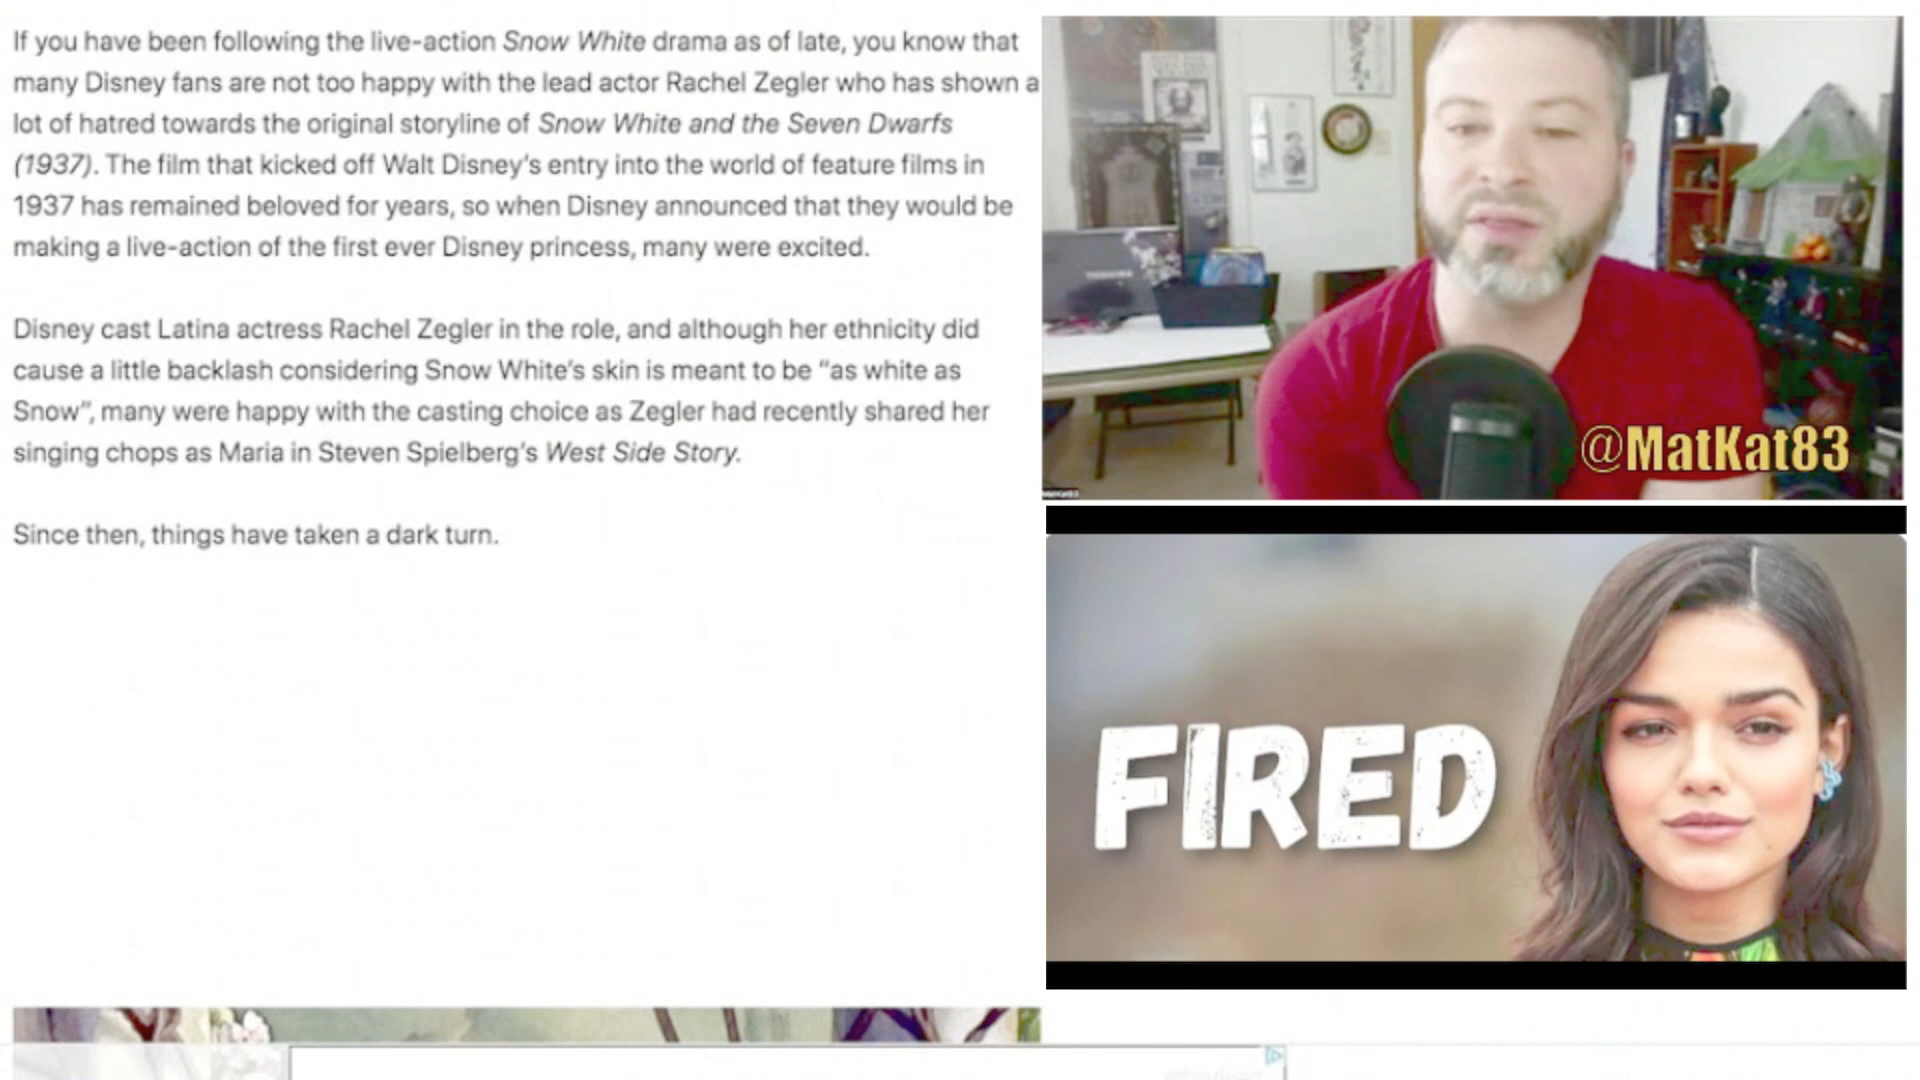 If you have been following the live-action Snow White drama as of late, you know that
many Disney fans are not too happy with the lead actor Rachel Zegler who has shown a
lot of hatred towards the original storyline of Snow White and the Seven Dwarfs
(1937). The film that kicked off Walt Disney's entry into the world of feature films in
1937 has remained beloved for years, so when Disney announced that they would be
making a live-action of the first ever Disney princess, many were excited.
Disney cast Latina actress Rachel Zegler in the role, and although her ethnicity did
cause a little backlash considering Snow White's skin is meant to be "as white as
Snow", many were happy with the casting choice as Zegler had recently shared her
singing chops as Maria in Steven Spielberg's West Side Story.
Since then, things have taken a dark turn.
TOSHIBA
@MatKat83
MatKat83
FIRED